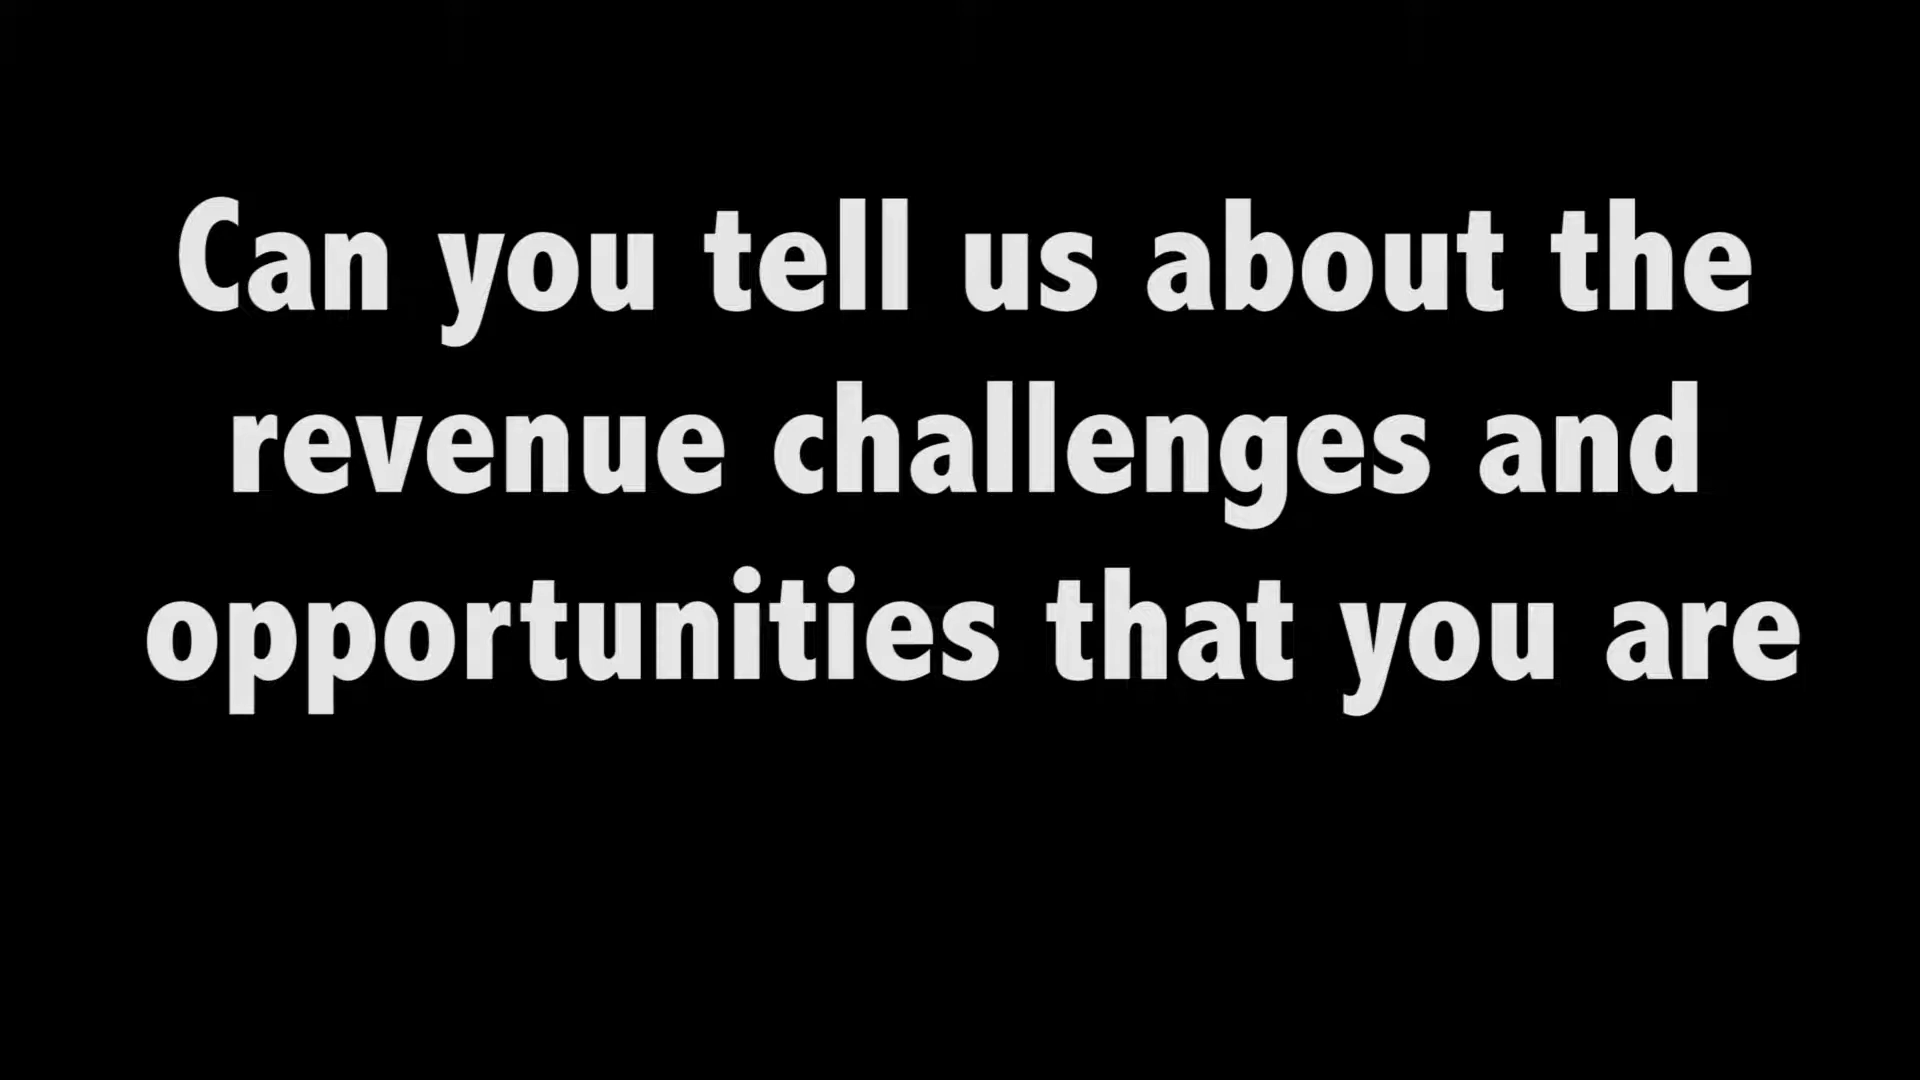 Can you tell us about the
revenue challenges and
opportunities that you are